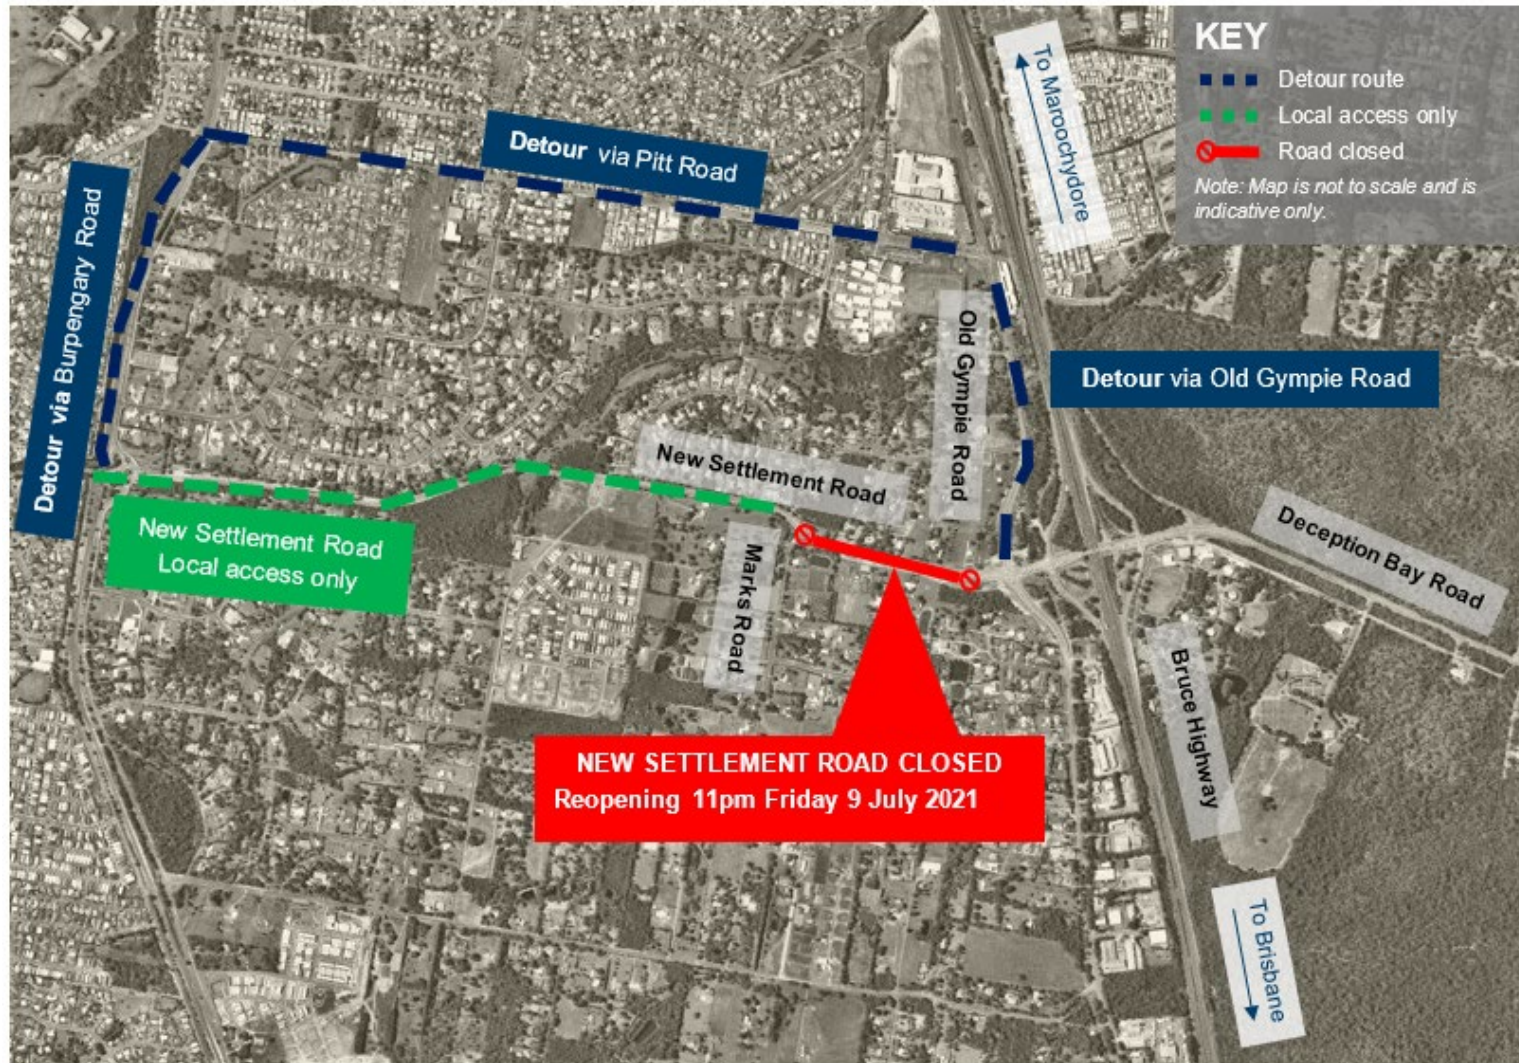 KEY
Detour route
Local access only
Road closed
Note: Map is not to scale and is
indicative only.
To Maroochydore
Detour via Pitt Road
Detour via Burpengary Road
Old Gympie Road
Detour via Old Gympie Road
New Settlement Road
New Settlement Road
Local access only
Marks Road
Deception Bay Road
Bruce Highway
NEW SETTLEMENT ROAD CLOSED
Reopening 11pm Friday 9 July 2021
To Brisbane